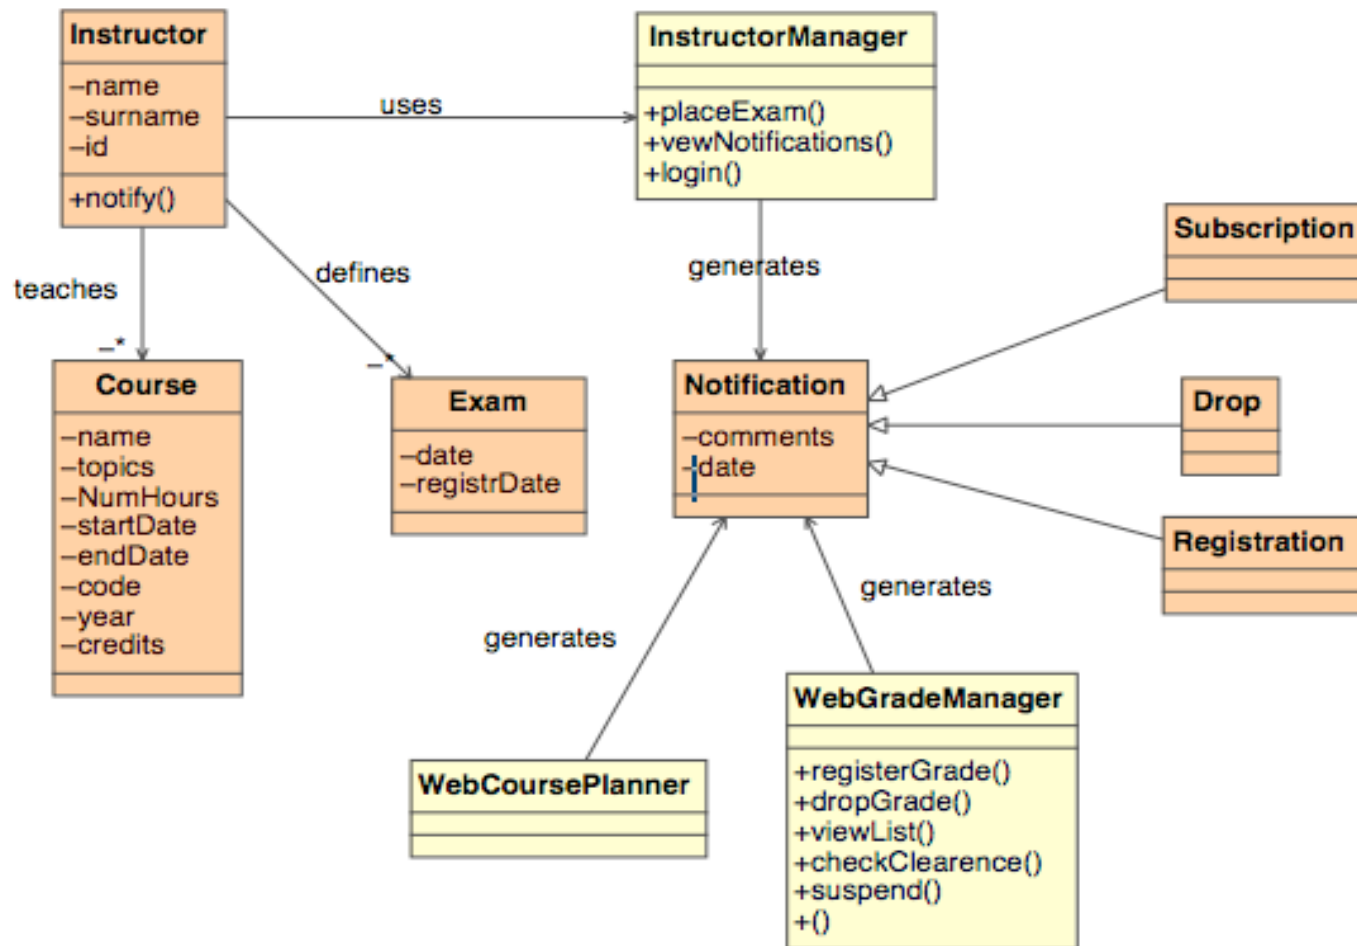 Instructor
–name
–surname
–id
+notify()
uses
InstructorManager
+placeExam()
+vewNotifications()
+login()
teaches
defines
generates
Subscription
–*
–*
Course
–name
–topics
–NumHours
–startDate
–endDate
–code
–year
–credits
Exam
–date
–registrDate
Notification
–comments
–date
Drop
Registration
generates
generates
WebCoursePlanner
WebGradeManager
+registerGrade()
+dropGrade()
+viewList()
+checkClearence()
+suspend()
+()